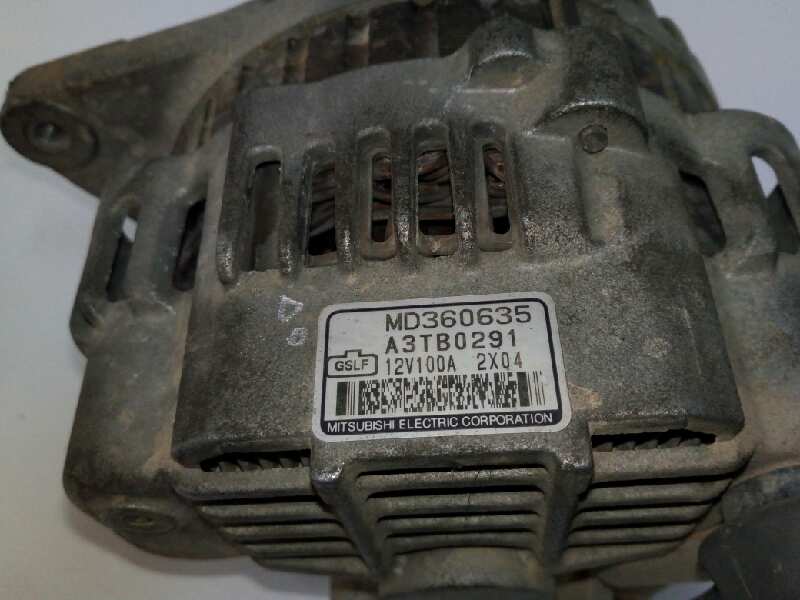 MD360635
A3TB0291
GSLF 12V100A 2X04
MITSUBISHI ELECTRIC CORPORATION